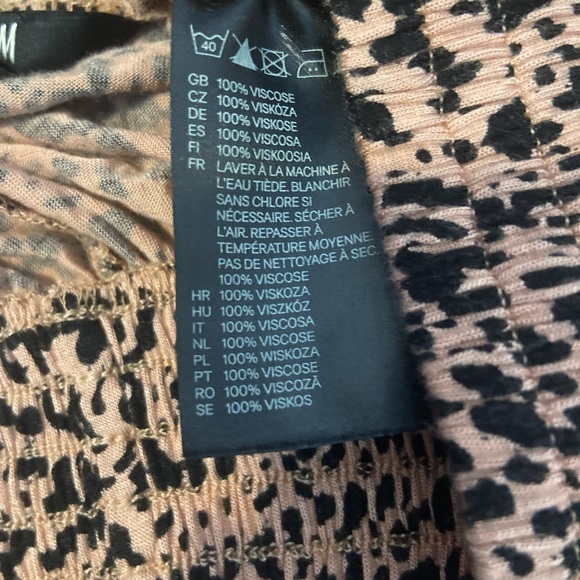 M
40
GB 100% VISCOSE
CZ 100% VISKÓZA
DE 100% VISKOSE
ES 100% VISCOSA
FI 100% VISKOOSIA
FR LAVER À LA MACHINE À
L'EAU TIÈDE. BLANCHIR
SANS CHLORE SI
NÉCESSAIRE. SÉCHER À
L'AIR. REPASSER À
TEMPÉRATURE MOYENNE.
PAS DE NETTOYAGE À SEC.
100% VISCOSE
HR 100% VISKOZA
HU 100% VISZKÓZ
IT 100% VISCOSA
NL 100% VISCOSE
PL 100% WISKOZA
PT 100% VISCOSE
RO 100% VISCOZĂ
SE 100% VISKOS